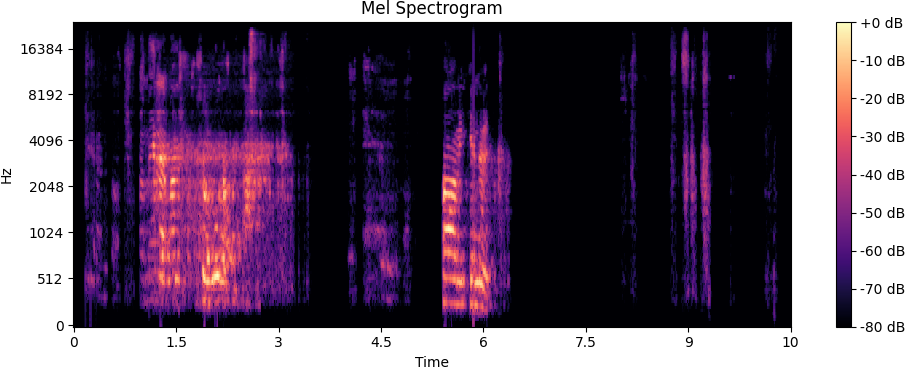 Mel Spectrogram
+0 dB
16384
-10 dB
8192
-20 dB
4096
-30 dB
Hz
2048
-40 dB
1024
-50 dB
512
-60 dB
-70 dB
0
-80 dB
0 1.5 3 4.5 6 7.5 9 10
Time